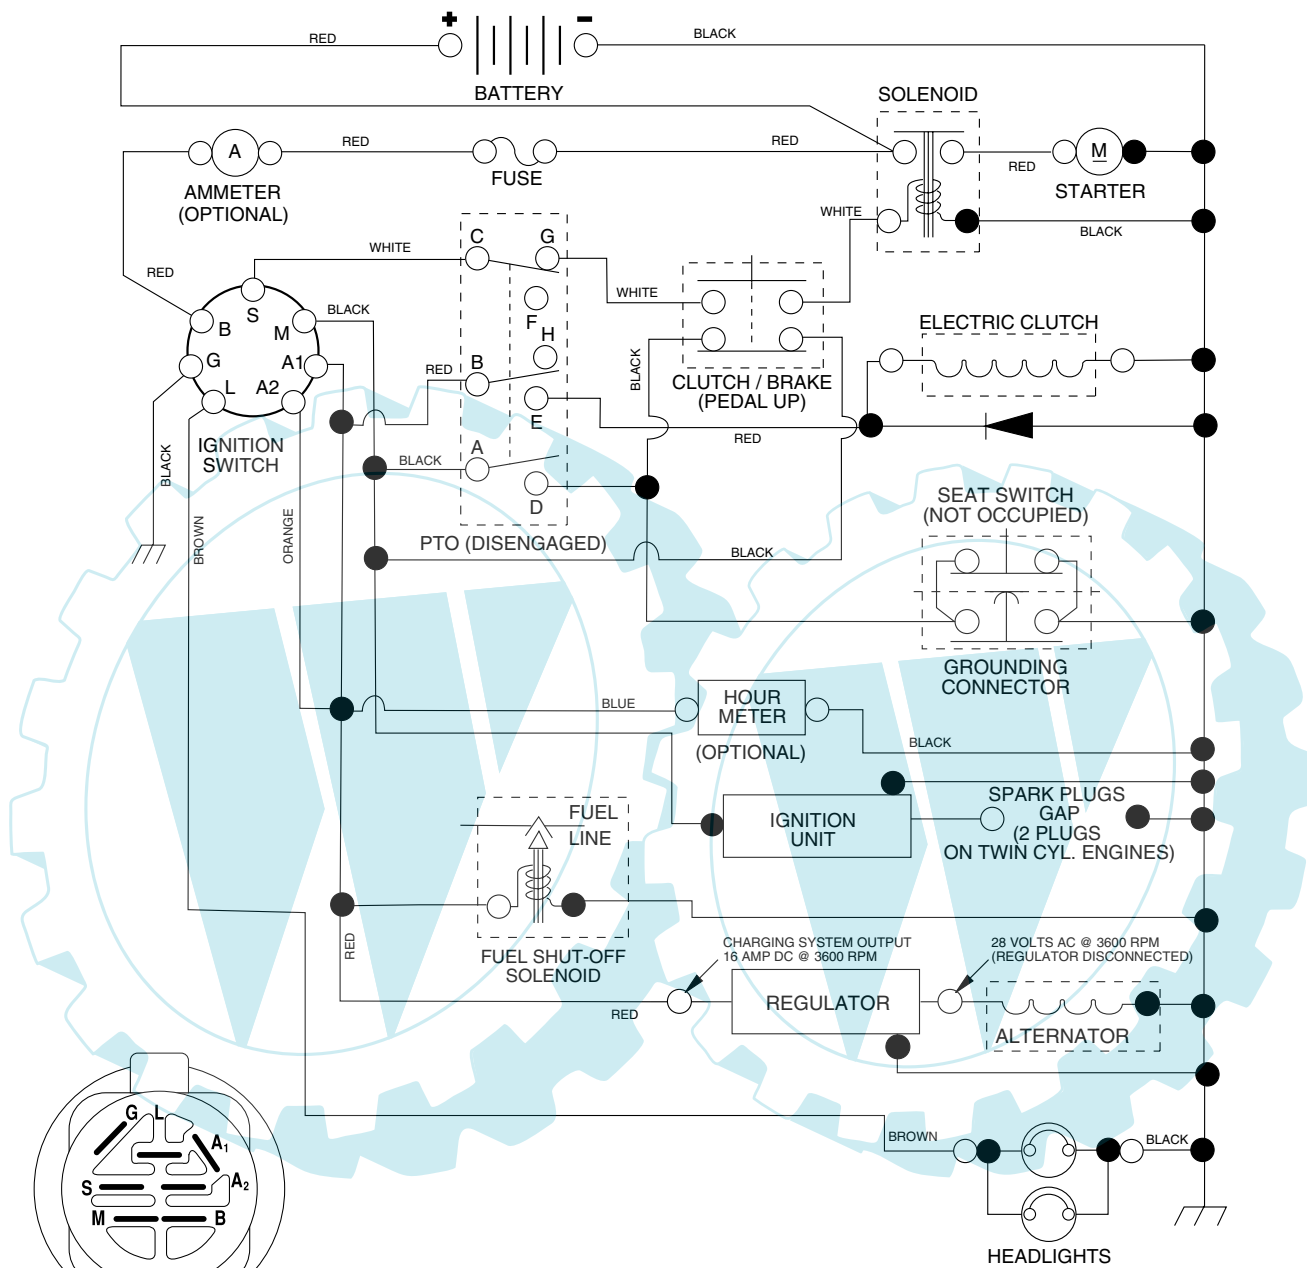 + -
RED
BLACK
BATTERY
SOLENOID
A
RED
RED
RED
M
AMMETER
(OPTIONAL)
FUSE
STARTER
WHITE
BLACK
WHITE
C G
RED
WHITE
S
BLACK
F
B M
ELECTRIC CLUTCH
H
G A1
RED
B
BLACK
L A2
CLUTCH / BRAKE
(PEDAL UP)
E
RED
IGNITION
SWITCH
A
BLACK
BLACK
D
SEAT SWITCH
(NOT OCCUPIED)
BROWN
ORANGE
PTO (DISENGAGED)
BLACK
GROUNDING
CONNECTOR
BLUE
HOUR
METER
(OPTIONAL)
BLACK
FUEL
LINE
IGNITION
UNIT
SPARK PLUGS
GAP
(2 PLUGS
ON TWIN CYL. ENGINES)
RED
FUEL SHUT-OFF
SOLENOID
CHARGING SYSTEM OUTPUT
16 AMP DC @ 3600 RPM
28 VOLTS AC @ 3600 RPM
(REGULATOR DISCONNECTED)
RED
REGULATOR
ALTERNATOR
G L
A1
A2
S
M B
BROWN
BLACK
HEADLIGHTS